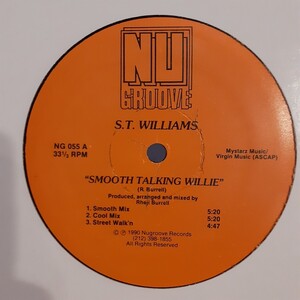 NU
GROOVE
S.T. WILLIAMS
NG 055 A
33⅓ RPM
Mystarz Music/
Virgin Music (ASCAP)
"SMOOTH TALKING WILLIE"
(R. Burrell)
Produced, arranged and mixed by
Rheji Burrell
1. Smooth Mix 5:20
2. Cool Mix 5:20
3. Street Walk'n 4:47
© ℗ 1990 Nugroove Records
(212) 398-1855
All Rights Reserved